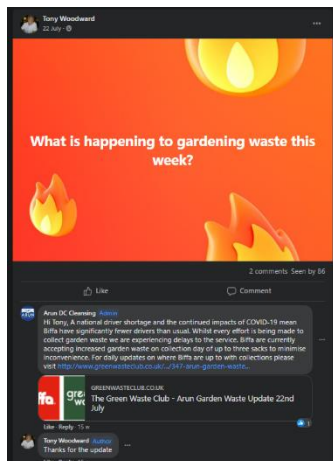 Tony Woodward
22 July ·
What is happening to gardening waste this
week?
2 comments Seen by 86
Like
Comment
ARUN
Arun DC Cleansing Admin
Hi Tony, A national driver shortage and the continued impacts of COVID-19 mean
Biffa have significantly fewer drivers than usual. Whilst every effort is being made to
collect garden waste we are experiencing delays to the service. Biffa are currently
accepting increased garden waste on collection day of up to three sacks to minimise
inconvenience. For daily updates on where Biffa are up to with collections please
visit http://www.greenwasteclub.co.uk/.../347-arun-garden-waste..
ffa
gre
wa
GREENWASTECLUB.CO.UK
The Green Waste Club - Arun Garden Waste Update 22nd
July
Like · Reply · 15 w
1
Tony Woodward Author
Thanks for the update